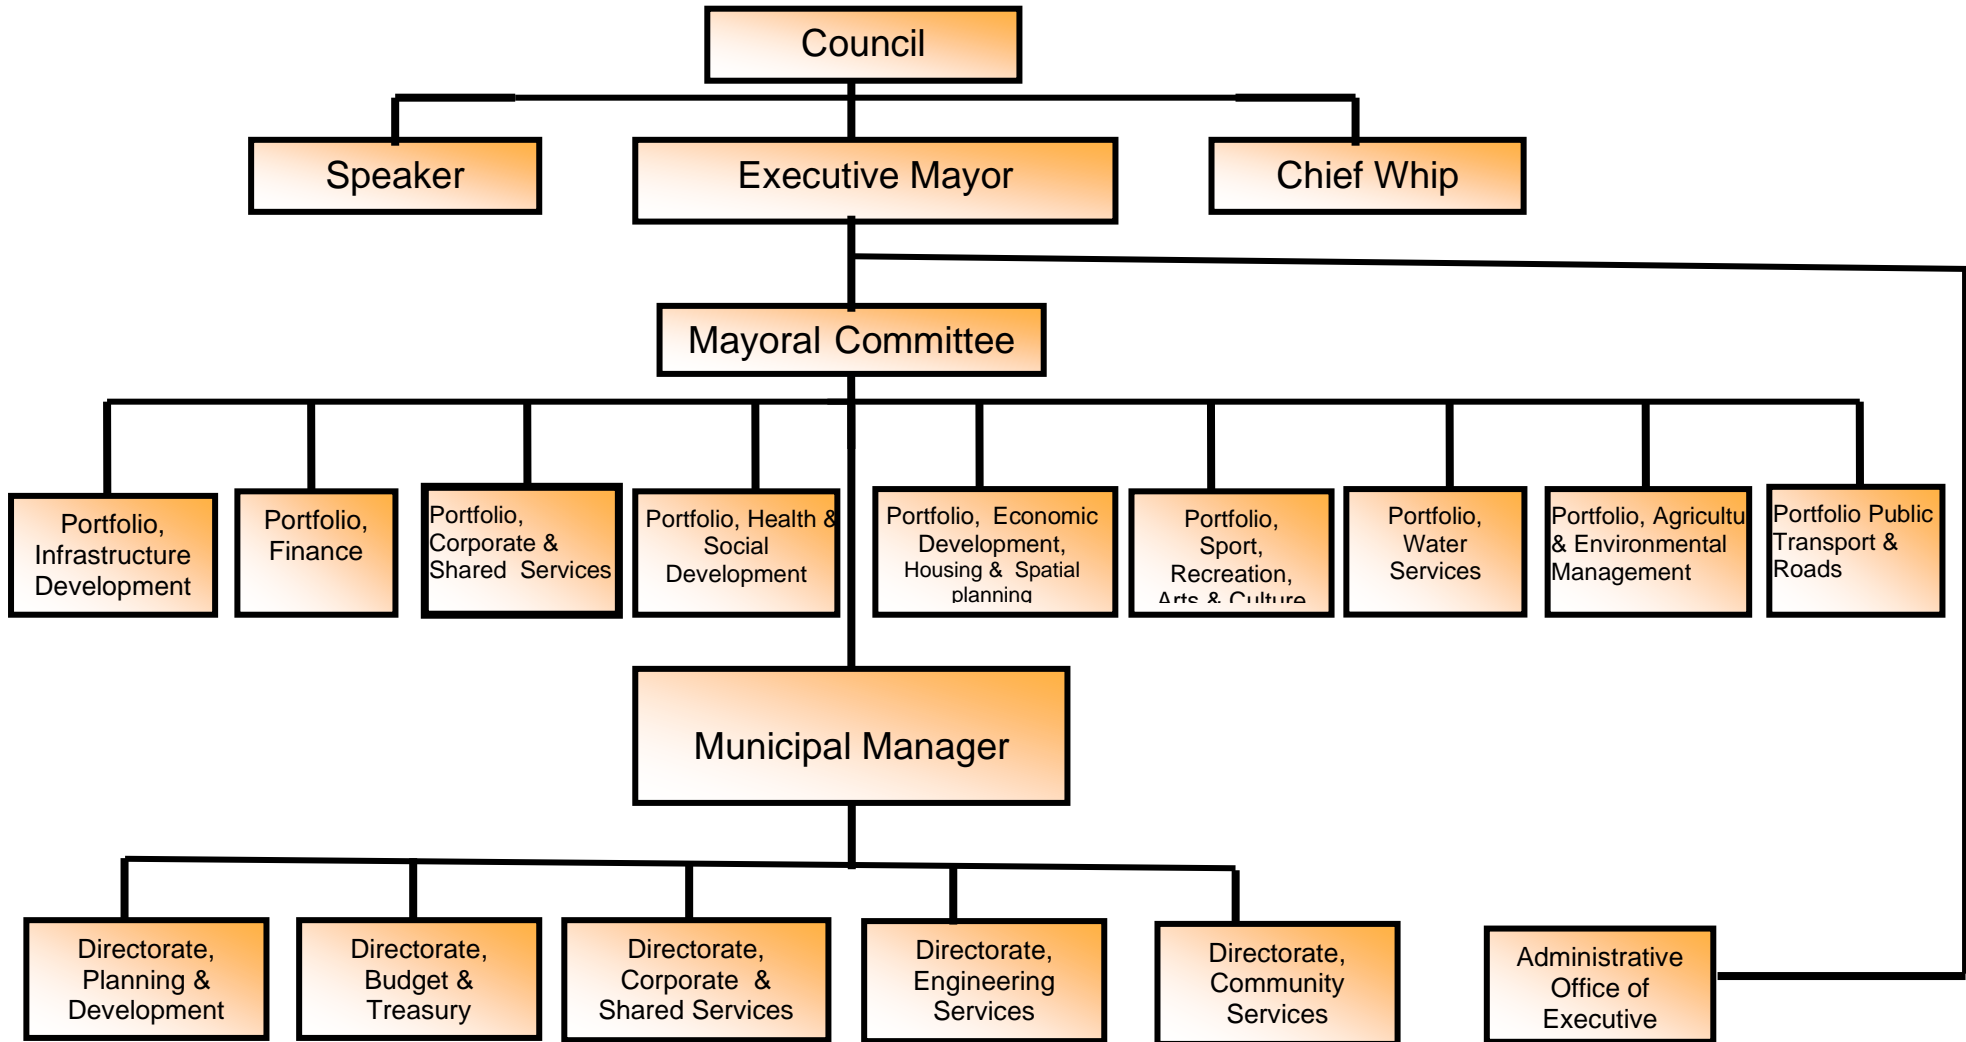 Council
Speaker
Executive Mayor
Chief Whip
Mayoral Committee
Portfolio,
Infrastructure
Development
Portfolio,
Finance
Portfolio,
Corporate &
Shared Services
Portfolio, Health &
Social
Development
Portfolio, Economic
Development,
Housing & Spatial
planning
Portfolio,
Sport,
Recreation,
Arts & Culture
Portfolio,
Water
Services
Portfolio, Agricultu
& Environmental
Management
Portfolio Public
Transport &
Roads
Municipal Manager
Directorate,
Planning &
Development
Directorate,
Budget &
Treasury
Directorate,
Corporate &
Shared Services
Directorate,
Engineering
Services
Directorate,
Community
Services
Administrative
Office of
Executive